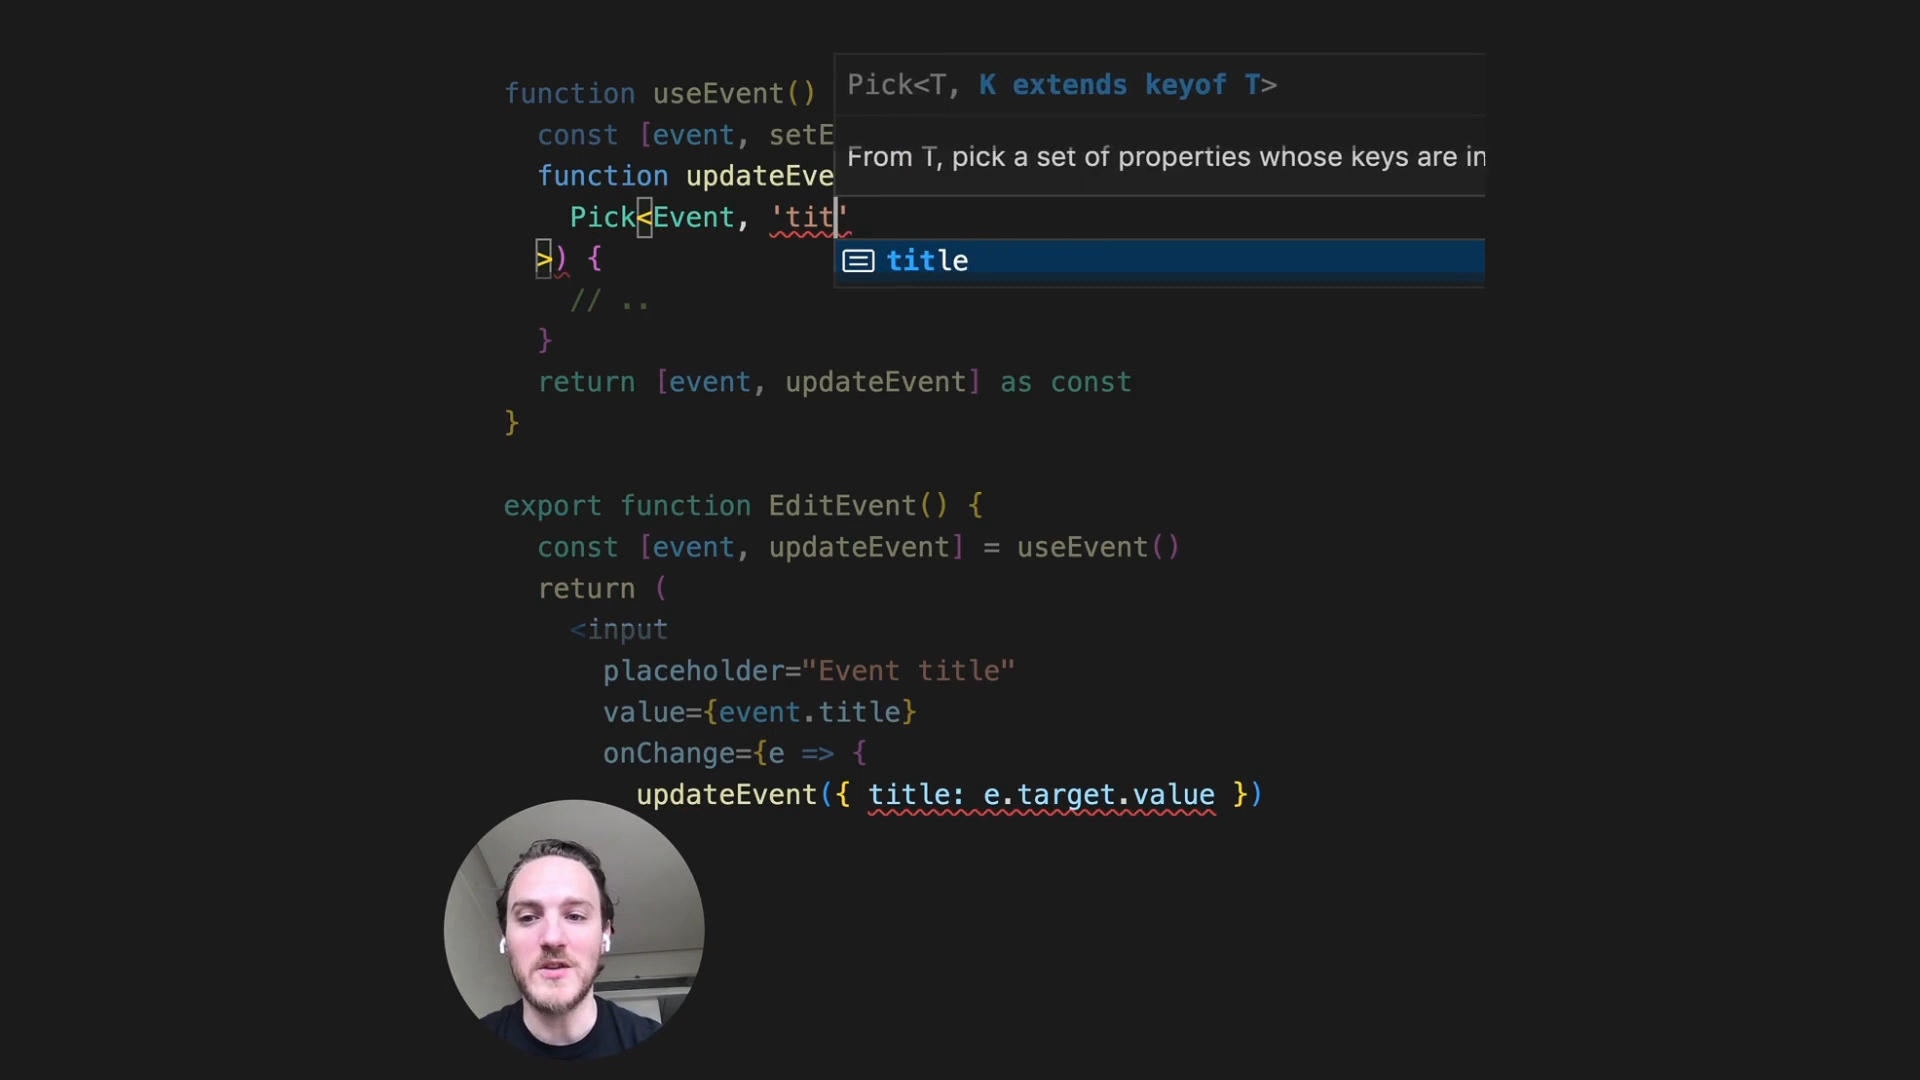 function useEvent()
const [event, setE
function updateEve
Pick<Event, 'tit'
>) {
// ..
}
return [event, updateEvent] as const
}
Pick<T, K extends keyof T>
From T, pick a set of properties whose keys are in
title
export function EditEvent() {
const [event, updateEvent] = useEvent()
return (
<input
placeholder="Event title"
value={event.title}
onChange={e => {
updateEvent({ title: e.target.value })